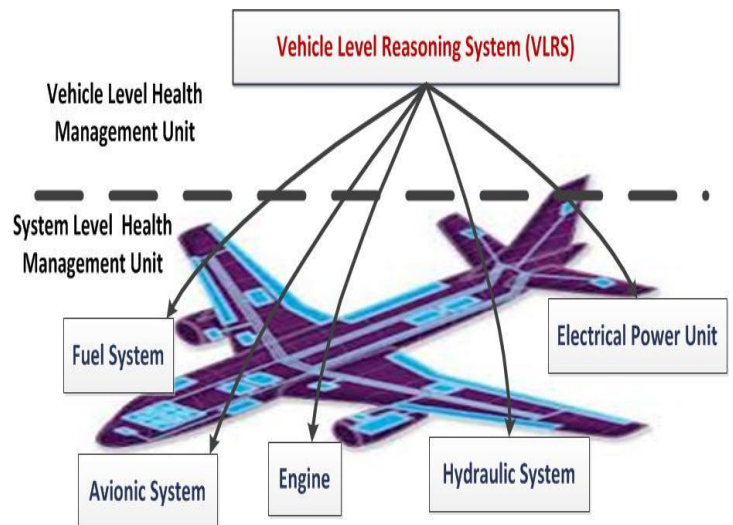 Vehicle Level Reasoning System (VLRS)
Vehicle Level Health
Management Unit
System Level Health
Management Unit
Fuel System
Electrical Power Unit
Avionic System
Engine
Hydraulic System